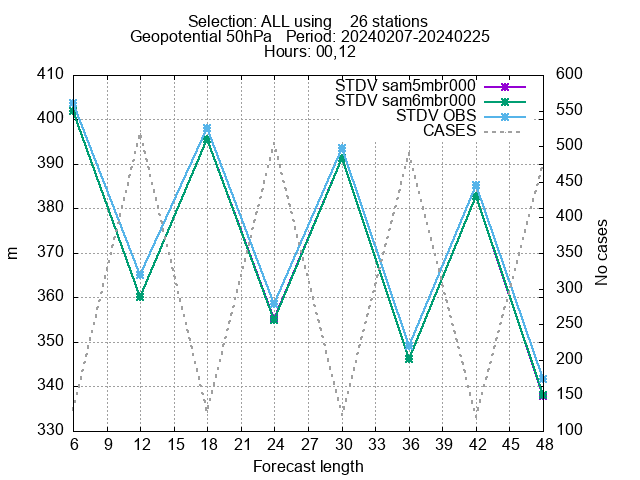 Selection: ALL using    26 stations
Geopotential 50hPa   Period: 20240207-20240225
Hours: 00,12
410
400
390
380
370
360
350
340
330
m
STDV sam5mbr000
STDV sam6mbr000
STDV OBS
CASES
600
550
500
450
400
350
300
250
200
150
100
No cases
6 9 12 15 18 21 24 27 30 33 36 39 42 45 48
Forecast length